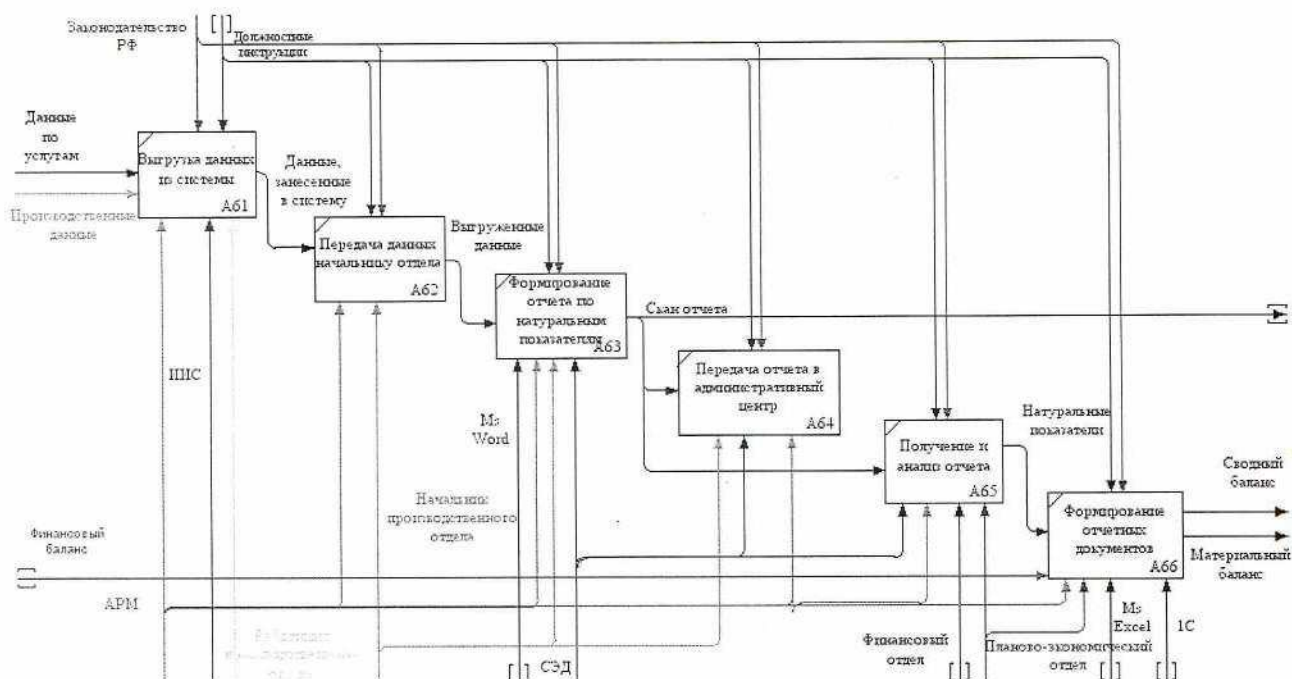 Законодательство
РФ
Должностные
инструкции
Данные
по
услугам
Производственные
данные
Выгрузка данных
из системы
А61
Данные,
занесенные
в систему
Передача данных
начальнику отдела
А62
Выгруженные
данные
Формирование
отчета по
натуральным
показателям
А63
Скан отчета
Передача отчета в
административный
центр
А64
Получение и
анализ отчета
А65
Натуральные
показатели
Формирование
отчетных
документов
А66
Сводный
баланс
Материальный
баланс
Ms
Word
Начальник
производственного
отдела
Финансовый
баланс
АРМ
СЭД
Финансовый
отдел
Планово-экономический
отдел
Ms
Excel
1С